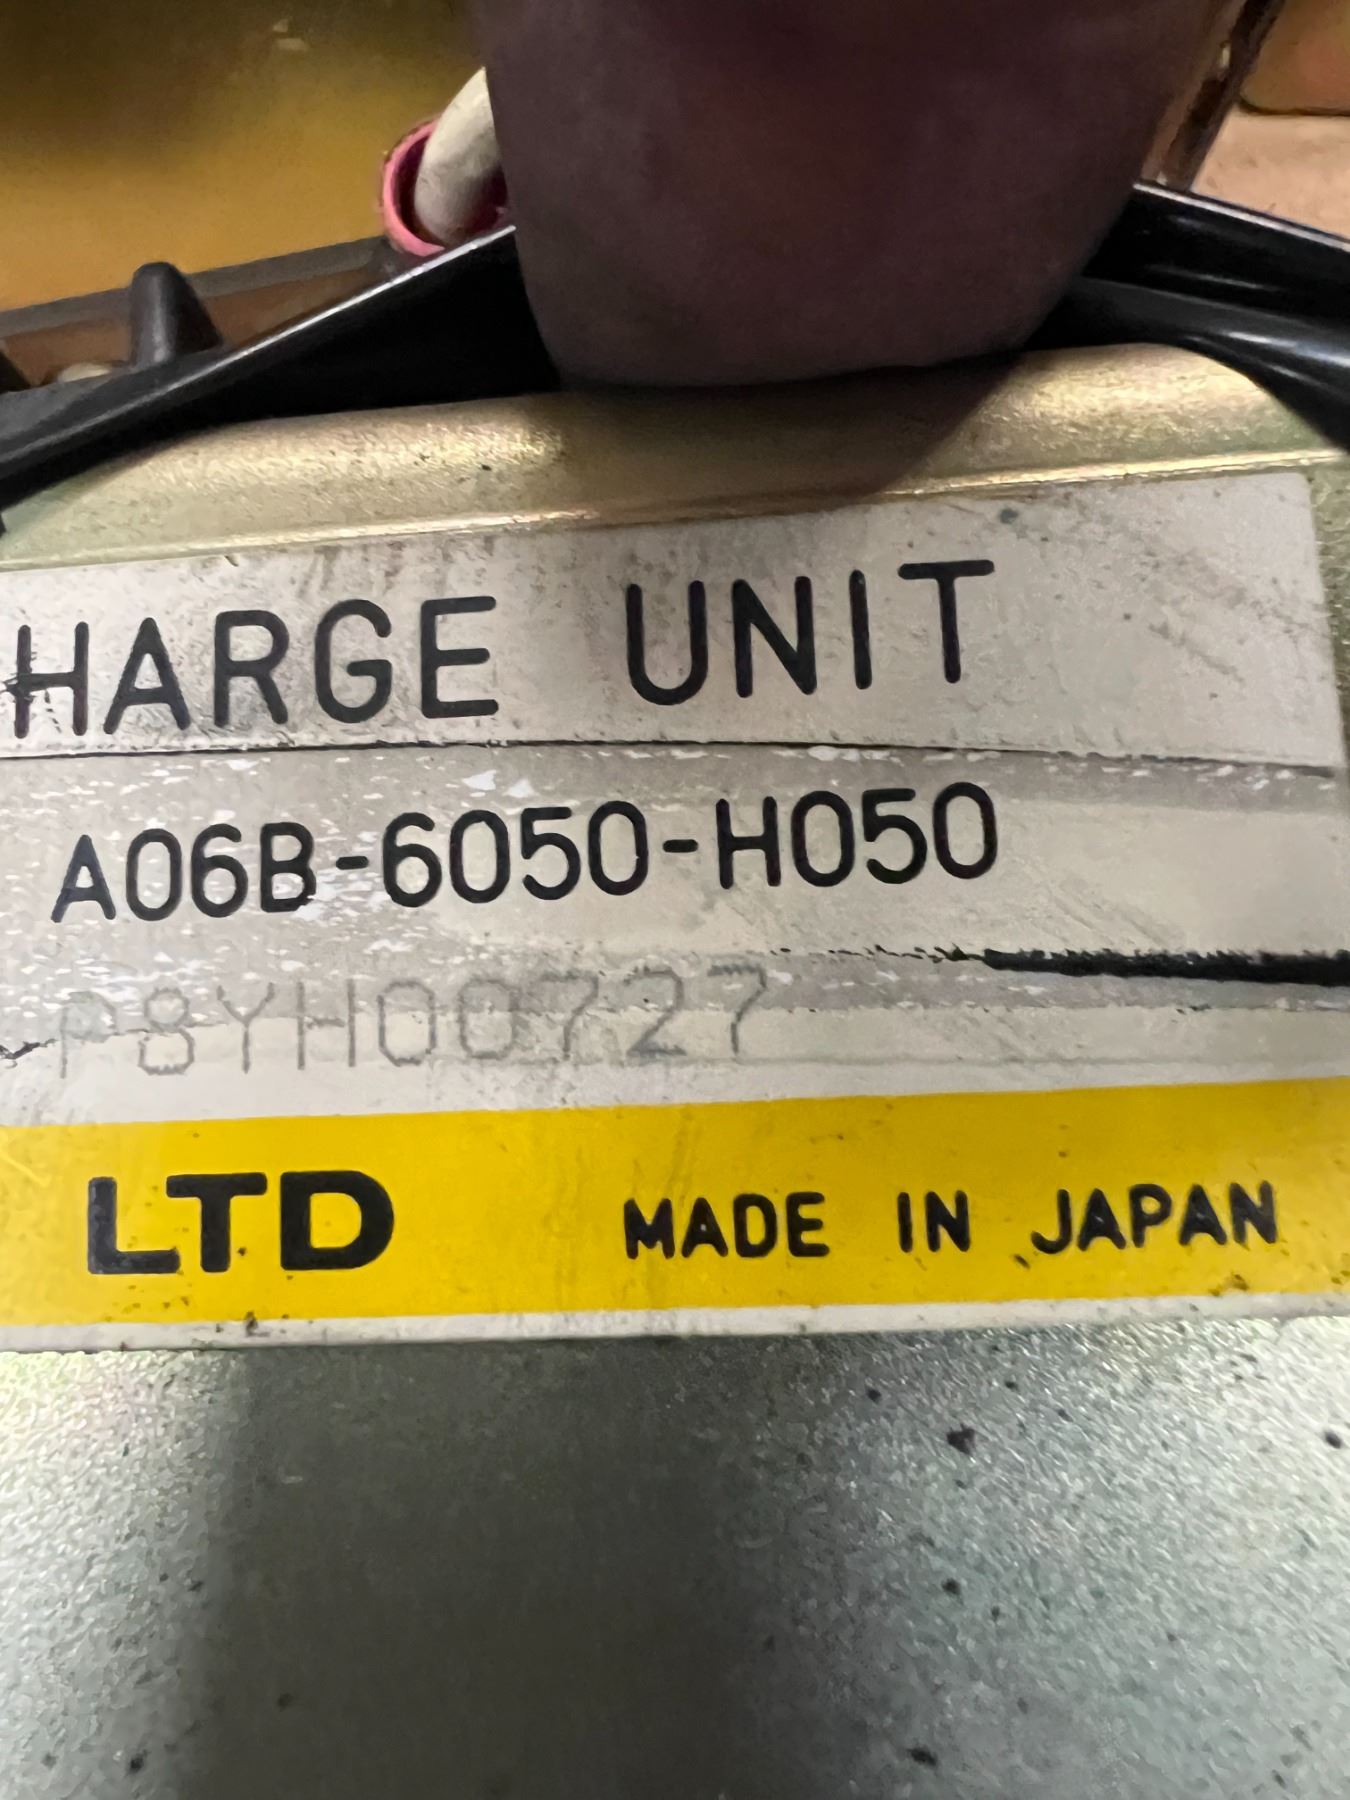 HARGE UNIT
A06B-6050-H050
P8YH00727
LTD MADE IN JAPAN